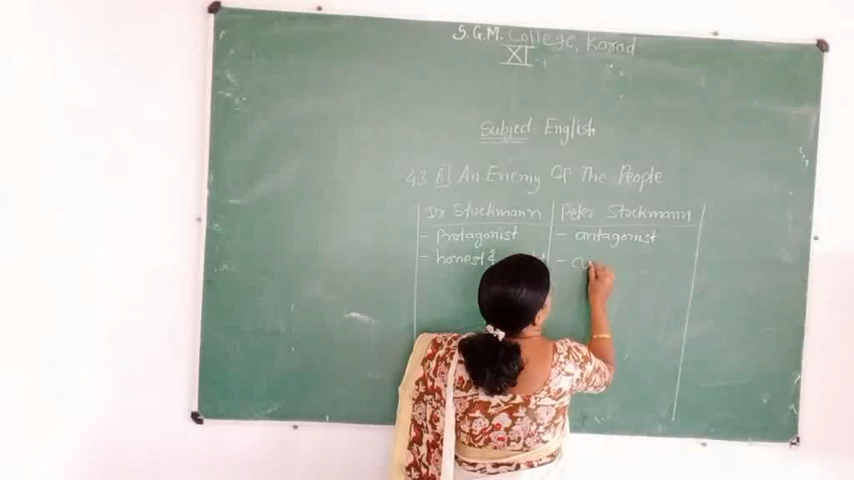 S.G.M. College, Karad
XI
Subject - English
4.3 B] An Enemy Of The People
Dr Stockmann
Peter Stockmann
- Protagonist
- antagonist
- honest &
- cu